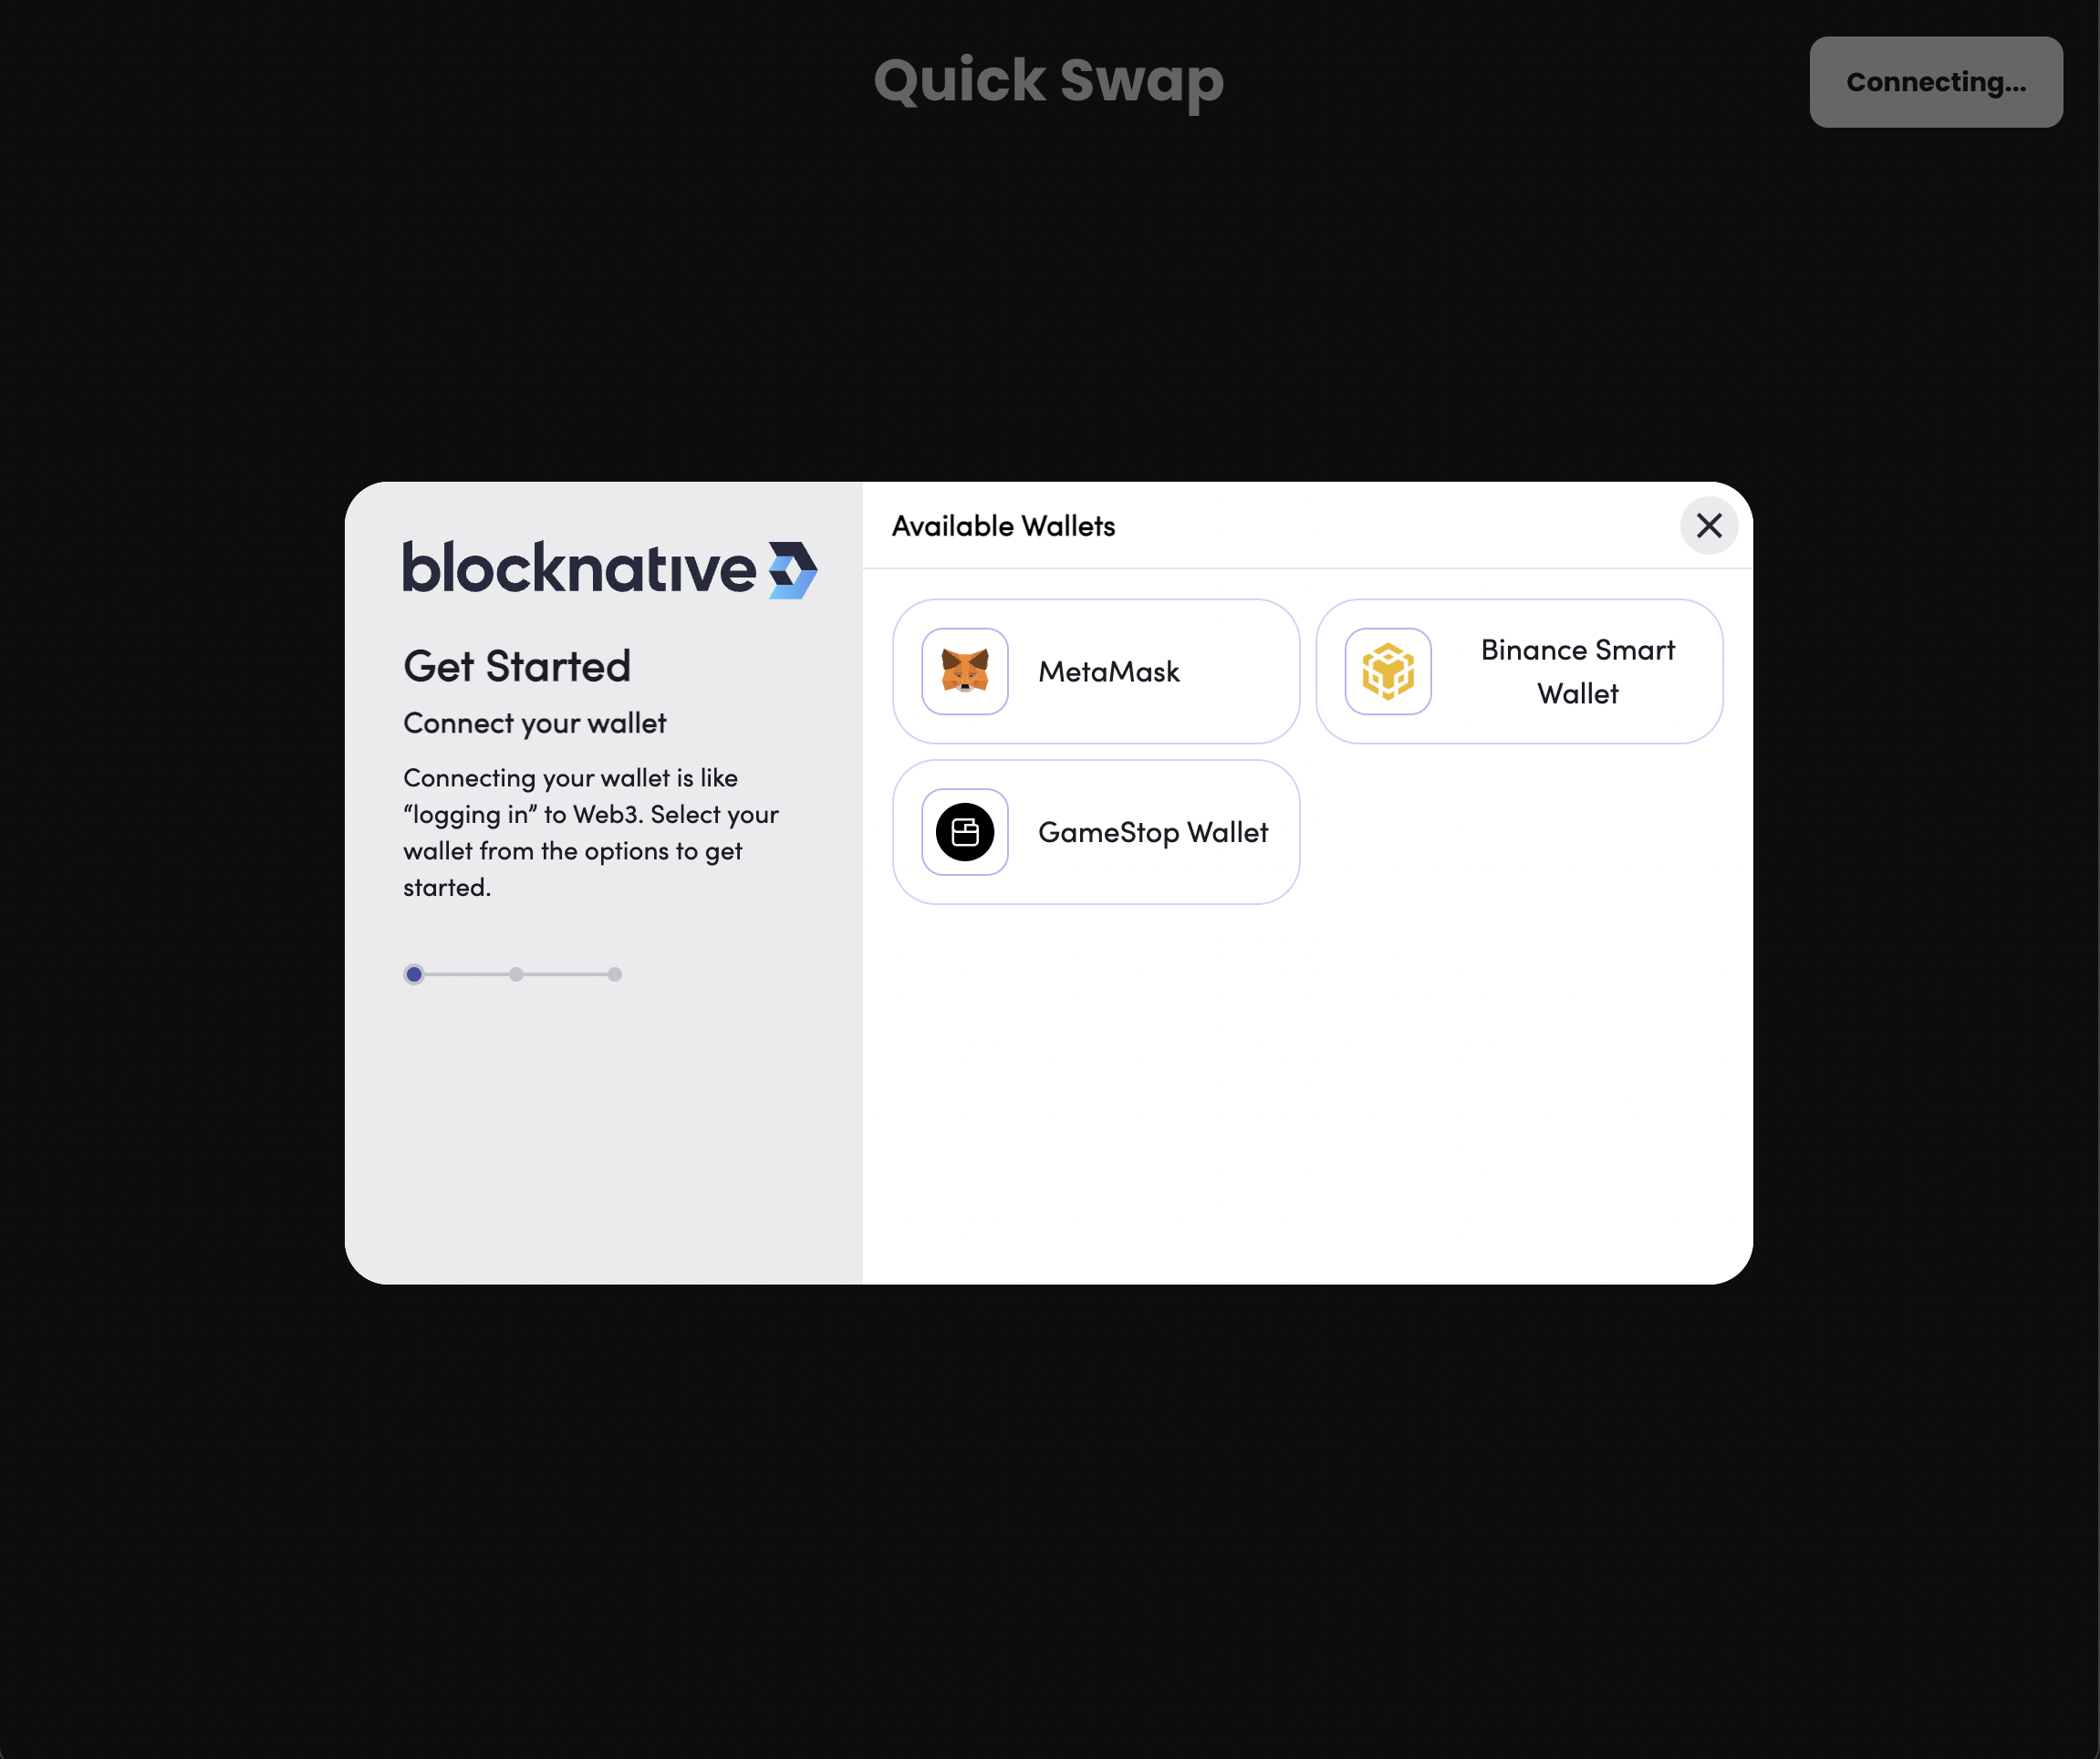 Quick Swap
Connecting...
blocknative
Get Started
Connect your wallet
Connecting your wallet is like
“logging in” to Web3. Select your
wallet from the options to get
started.
Available Wallets
MetaMask
Binance Smart
Wallet
GameStop Wallet